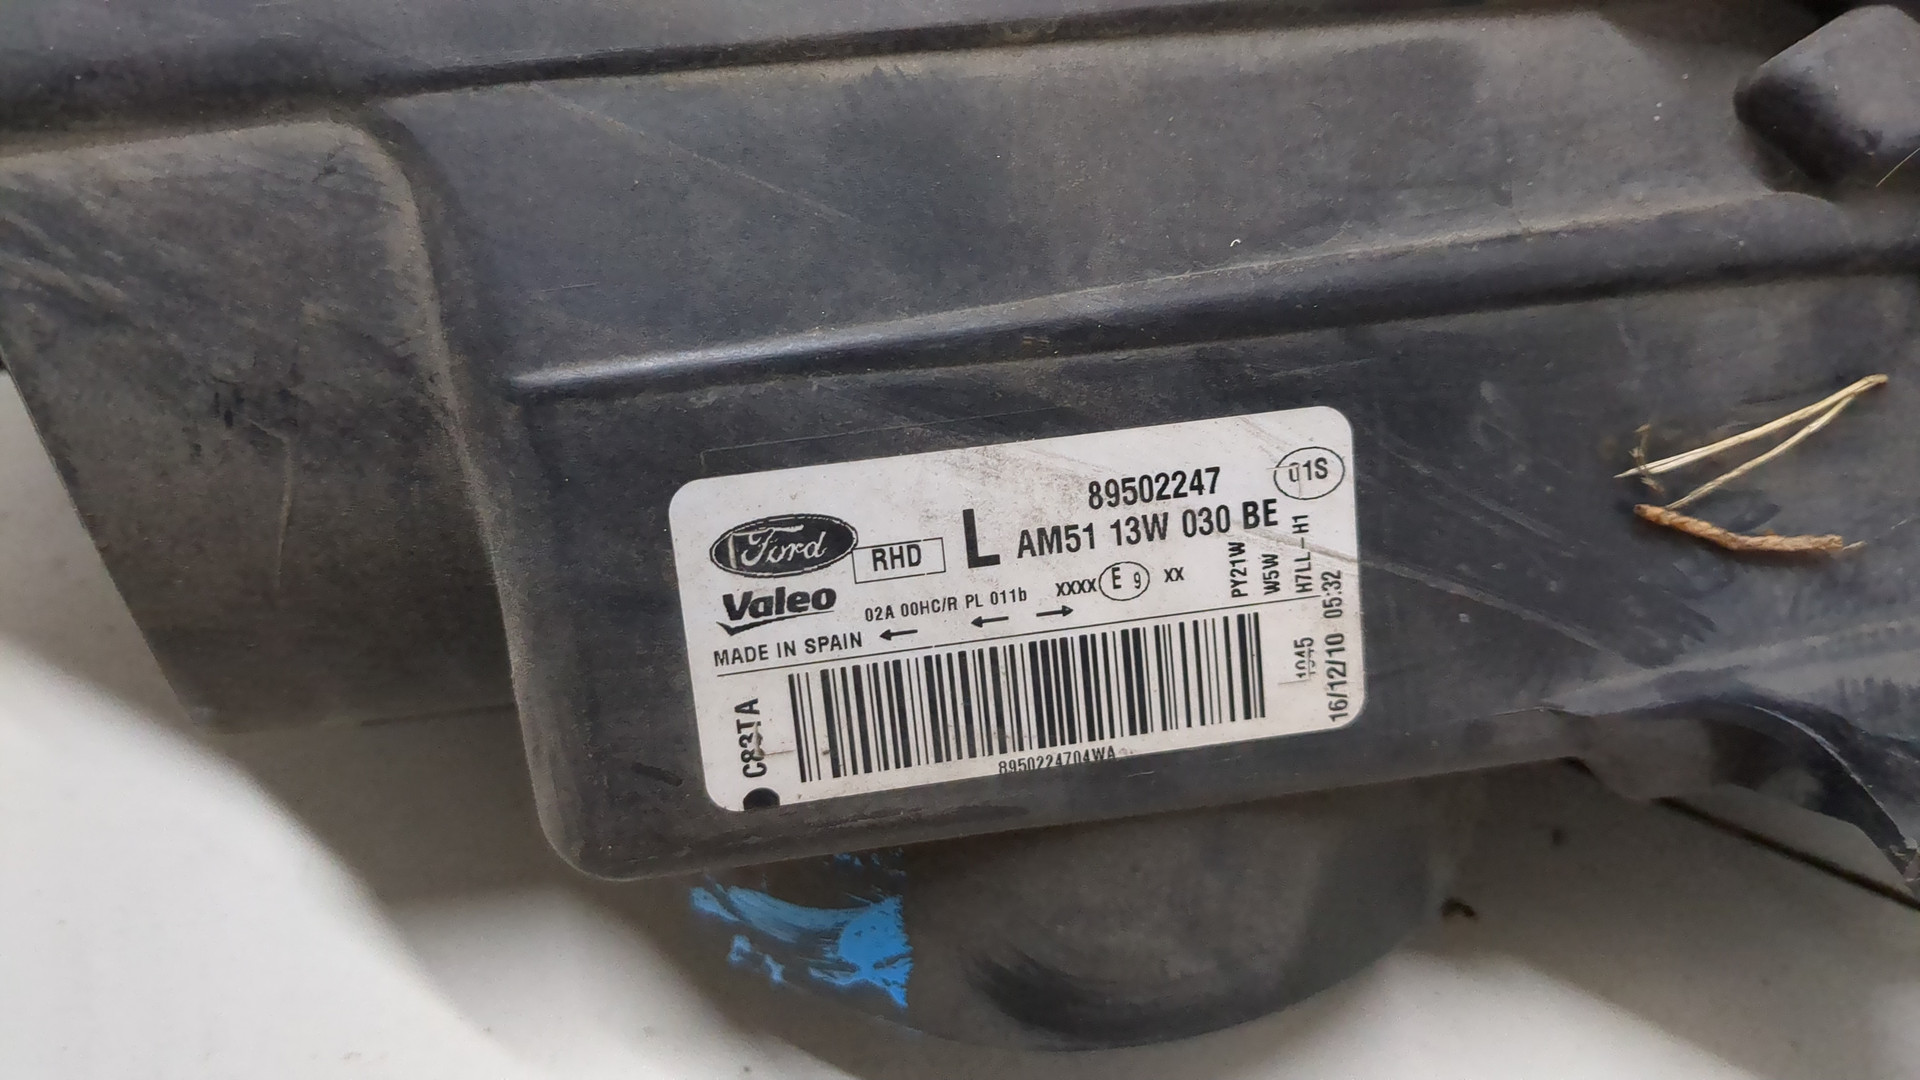 89502247
01S
Ford
RHD
L
AM51 13W 030 BE
Valeo
02A 00HC/R PL 011b
XXXX E 9 XX
MADE IN SPAIN
PY21W
W5W
H7LL-H1
C83TA
8950224704WA
1045
16/12/10 05:32